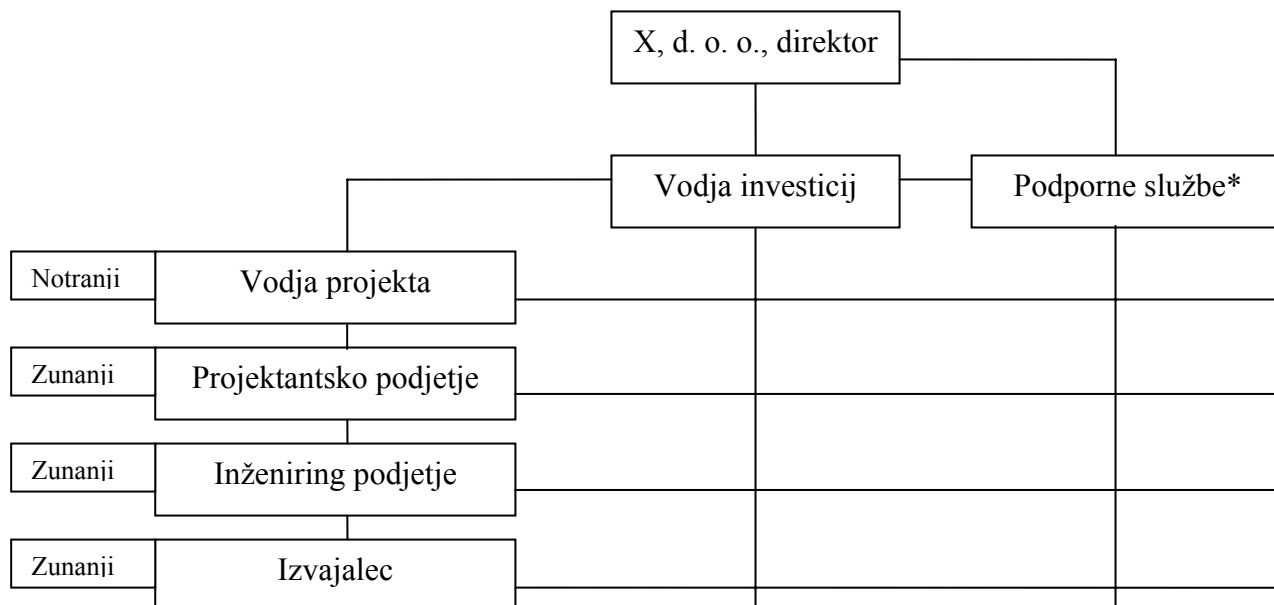 X, d. o. o., direktor
Vodja investicij
Podporne službe*
Notranji
Vodja projekta
Zunanji
Projektantsko podjetje
Zunanji
Inženiring podjetje
Zunanji
Izvajalec